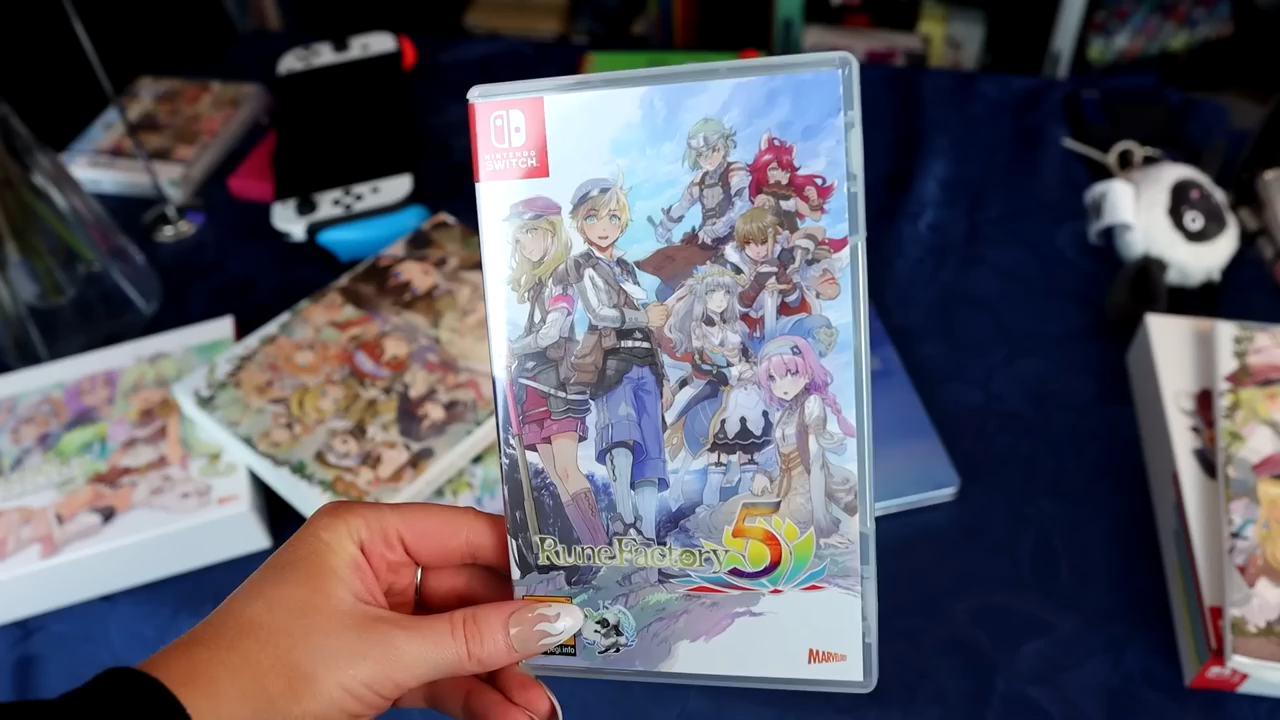 NINTENDO
SWITCH
Rune Factory 5
pegi.info
MARVELOUS